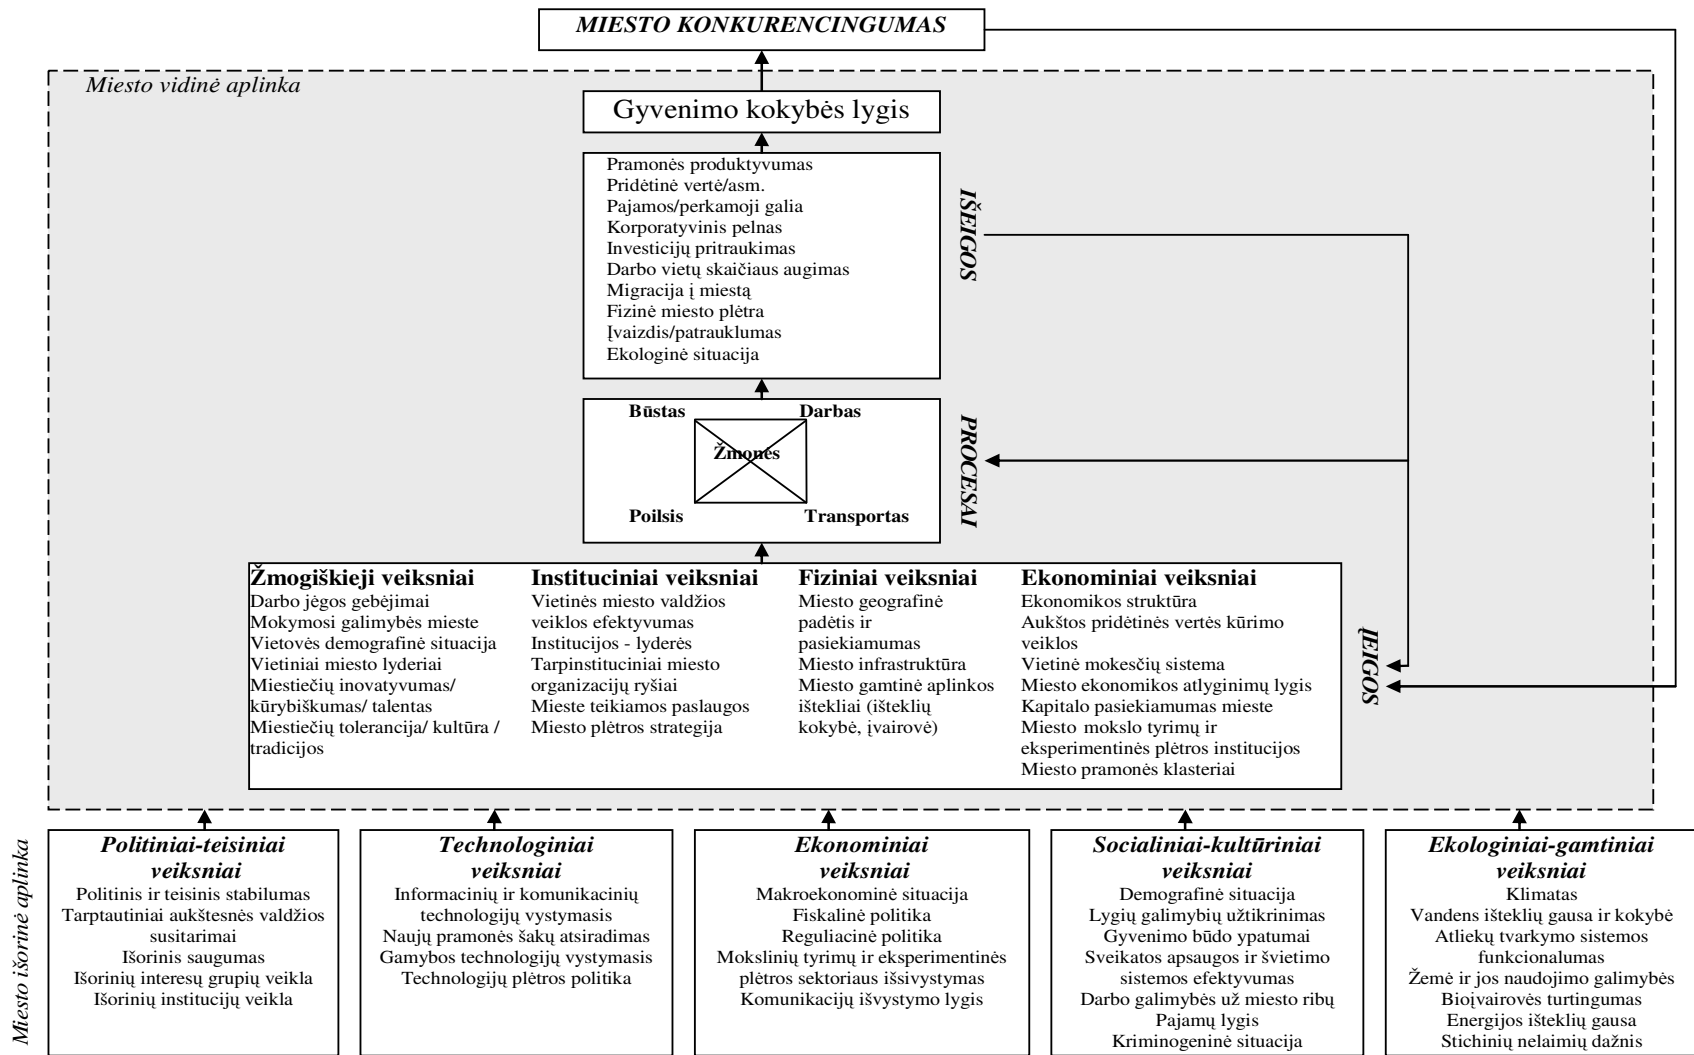 MIESTO KONKURENCINGUMAS
Miesto vidinė aplinka
Gyvenimo kokybės lygis
Pramonės produktyvumas
Pridėtinė vertė/asm.
Pajamos/perkamoji galia
Korporatyvinis pelnas
Investicijų pritraukimas
Darbo vietų skaičiaus augimas
Migracija į miestą
Fizinė miesto plėtra
Įvaizdis/patrauklumas
Ekologinė situacija
IŠEIGOS
Būstas
Darbas
Žmonės
Poilsis
Transportas
PROCESAI
Žmogiškieji veiksniai
Darbo jėgos gebėjimai
Mokymosi galimybės mieste
Vietovės demografinė situacija
Vietiniai miesto lyderiai
Miestiečių inovatyvumas/
kūrybiškumas/ talentas
Miestiečių tolerancija/ kultūra /
tradicijos
Instituciniai veiksniai
Vietinės miesto valdžios
veiklos efektyvumas
Institucijos - lyderės
Tarpinstituciniai miesto
organizacijų ryšiai
Mieste teikiamos paslaugos
Miesto plėtros strategija
Fiziniai veiksniai
Miesto geografinė
padėtis ir
pasiekiamumas
Miesto infrastruktūra
Miesto gamtinė aplinkos
ištekliai (išteklių
kokybė, įvairovė)
Ekonominiai veiksniai
Ekonomikos struktūra
Aukštos pridėtinės vertės kūrimo
veiklos
Vietinė mokesčių sistema
Miesto ekonomikos atlyginimų lygis
Kapitalo pasiekiamumas mieste
Miesto mokslo tyrimų ir
eksperimentinės plėtros institucijos
Miesto pramonės klasteriai
ĮEIGOS
Miesto išorinė aplinka
Politiniai-teisiniai
veiksniai
Politinis ir teisinis stabilumas
Tarptautiniai aukštesnės valdžios
susitarimai
Išorinis saugumas
Išorinių interesų grupių veikla
Išorinių institucijų veikla
Technologiniai
veiksniai
Informacinių ir komunikacinių
technologijų vystymasis
Naujų pramonės šakų atsiradimas
Gamybos technologijų vystymasis
Technologijų plėtros politika
Ekonominiai
veiksniai
Makroekonominė situacija
Fiskalinė politika
Reguliacinė politika
Mokslinių tyrimų ir eksperimentinės
plėtros sektoriaus išsivystymas
Komunikacijų išvystymo lygis
Socialiniai-kultūriniai
veiksniai
Demografinė situacija
Lygių galimybių užtikrinimas
Gyvenimo būdo ypatumai
Sveikatos apsaugos ir švietimo
sistemos efektyvumas
Darbo galimybės už miesto ribų
Pajamų lygis
Kriminogeninė situacija
Ekologiniai-gamtiniai
veiksniai
Klimatas
Vandens išteklių gausa ir kokybė
Atliekų tvarkymo sistemos
funkcionalumas
Žemė ir jos naudojimo galimybės
Bioįvairovės turtingumas
Energijos išteklių gausa
Stichinių nelaimių dažnis